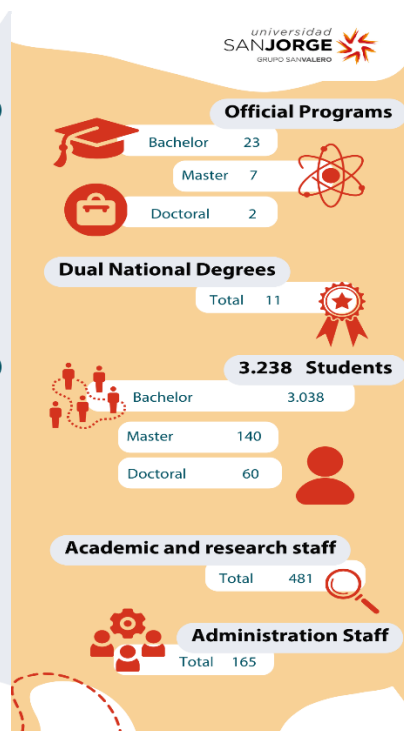 universidad
SANJORGE
GRUPO SANVALERO
Official Programs
Bachelor 23
Master 7
Doctoral 2
Dual National Degrees
Total 11
3.238 Students
Bachelor 3.038
Master 140
Doctoral 60
Academic and research staff
Total 481
Administration Staff
Total 165